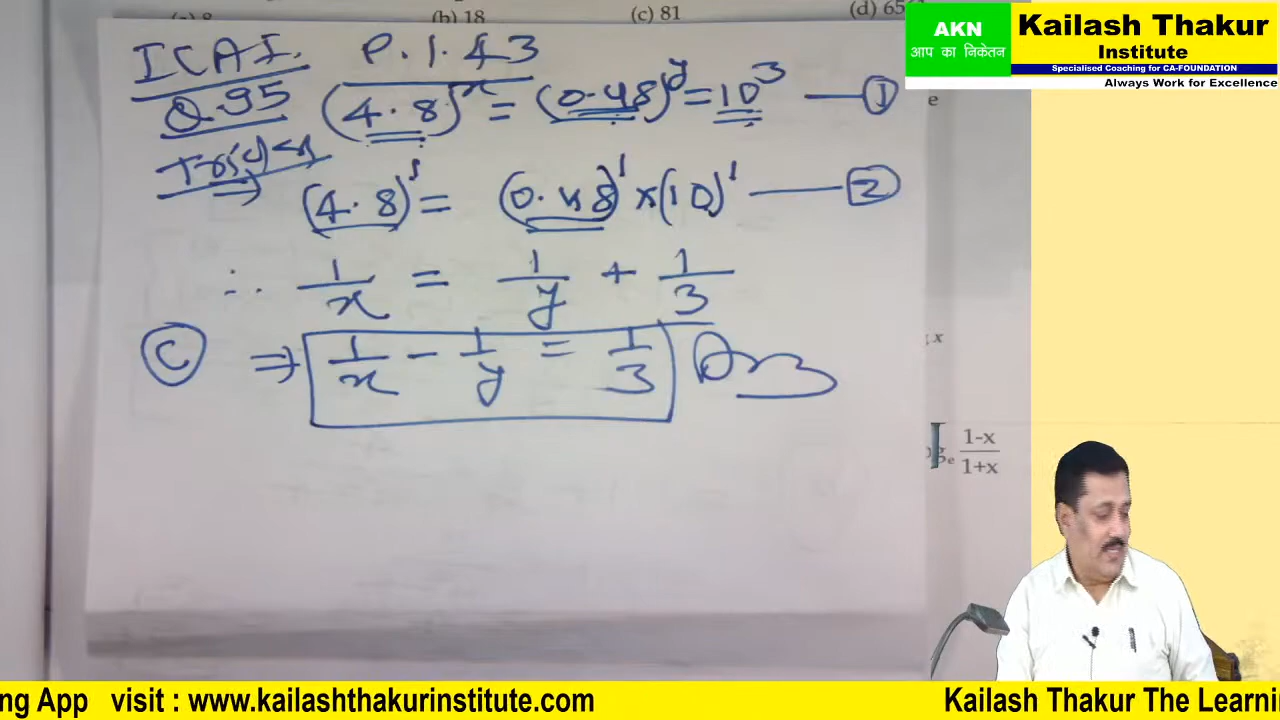 (b) 18 (c) 81
AKN
आप का निकेतन
Kailash Thakur
Institute
Specialised Coaching for CA-FOUNDATION
Always Work for Excellence
ICAI. P. 1. 43
Q.95 (4.8)^x = (0.48)^y = 10^3 — ①
Tricks ⇒
(4.8)^1 = (0.48)^1 × (10)^1 — ②
∴ 1/x = 1/y + 1/3
Ⓒ ⇒ 1/x - 1/y = 1/3 Ans
e
x
e 1-x/1+x
ng App visit : www.kailashthakurinstitute.com
Kailash Thakur The Learni